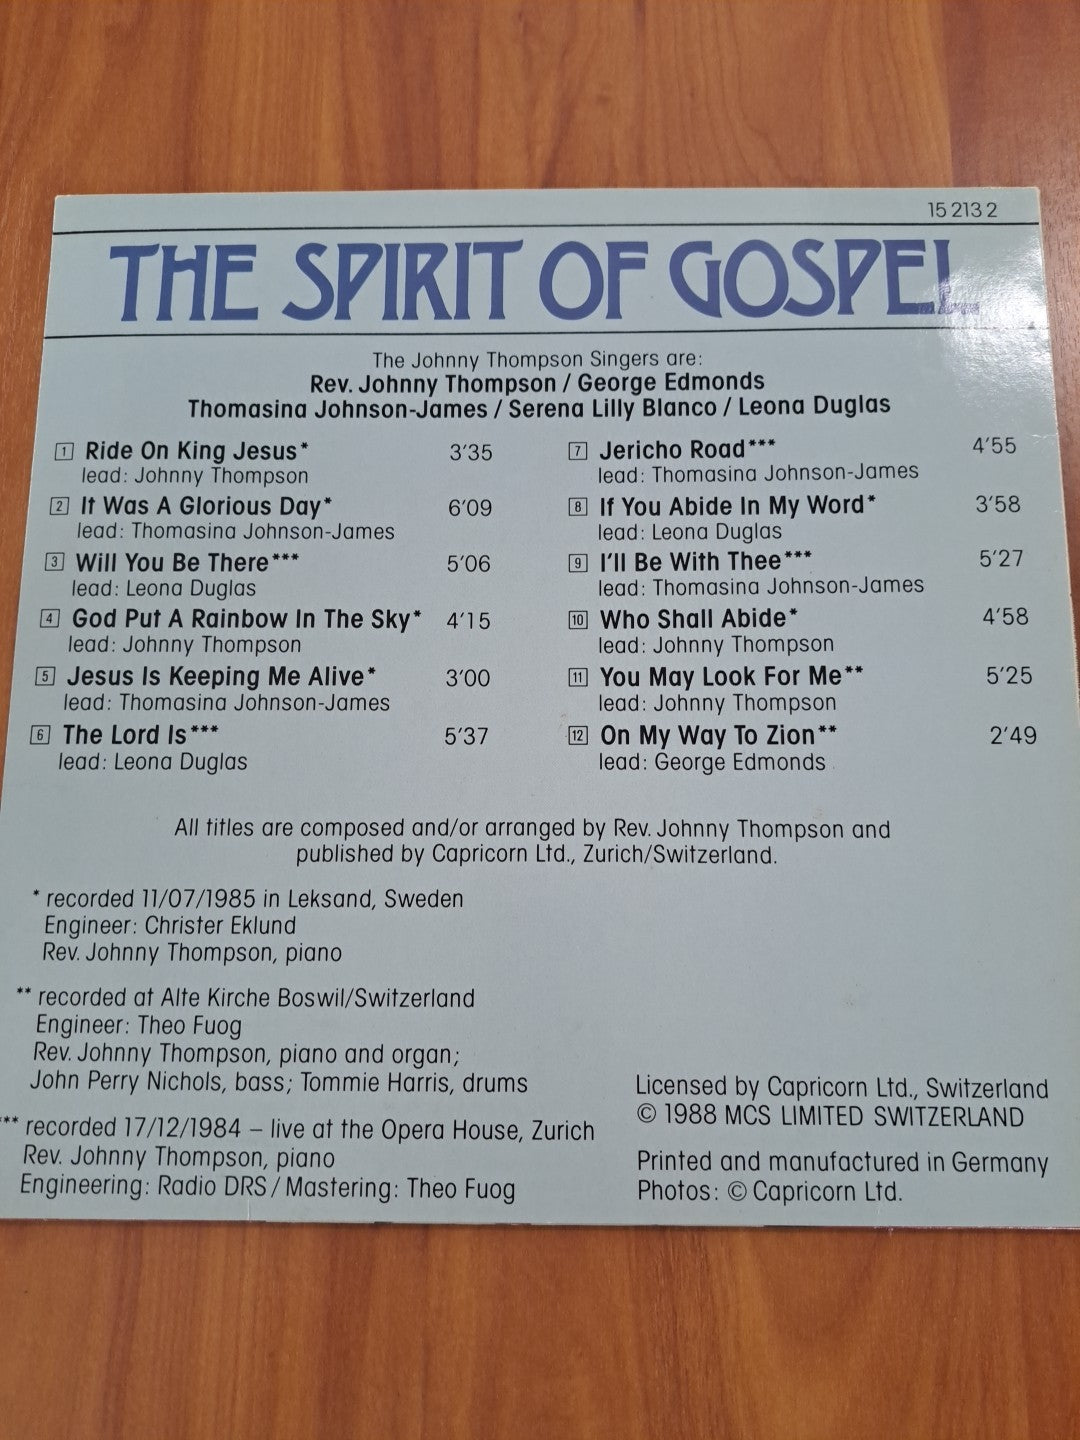 15 213 2
THE SPIRIT OF GOSPEL
The Johnny Thompson Singers are:
Rev. Johnny Thompson / George Edmonds
Thomasina Johnson-James / Serena Lilly Blanco / Leona Duglas
1 Ride On King Jesus* 3'35
lead: Johnny Thompson
2 It Was A Glorious Day* 6'09
lead: Thomasina Johnson-James
3 Will You Be There*** 5'06
lead: Leona Duglas
4 God Put A Rainbow In The Sky* 4'15
lead: Johnny Thompson
5 Jesus Is Keeping Me Alive* 3'00
lead: Thomasina Johnson-James
6 The Lord Is*** 5'37
lead: Leona Duglas
7 Jericho Road*** 4'55
lead: Thomasina Johnson-James
8 If You Abide In My Word* 3'58
lead: Leona Duglas
9 I'll Be With Thee*** 5'27
lead: Thomasina Johnson-James
10 Who Shall Abide* 4'58
lead: Johnny Thompson
11 You May Look For Me** 5'25
lead: Johnny Thompson
12 On My Way To Zion** 2'49
lead: George Edmonds
All titles are composed and/or arranged by Rev. Johnny Thompson and
published by Capricorn Ltd., Zurich/Switzerland.
* recorded 11/07/1985 in Leksand, Sweden
Engineer: Christer Eklund
Rev. Johnny Thompson, piano
** recorded at Alte Kirche Boswil/Switzerland
Engineer: Theo Fuog
Rev. Johnny Thompson, piano and organ;
John Perry Nichols, bass; Tommie Harris, drums
*** recorded 17/12/1984 – live at the Opera House, Zurich
Rev. Johnny Thompson, piano
Engineering: Radio DRS / Mastering: Theo Fuog
Licensed by Capricorn Ltd., Switzerland
© 1988 MCS LIMITED SWITZERLAND
Printed and manufactured in Germany
Photos: © Capricorn Ltd.